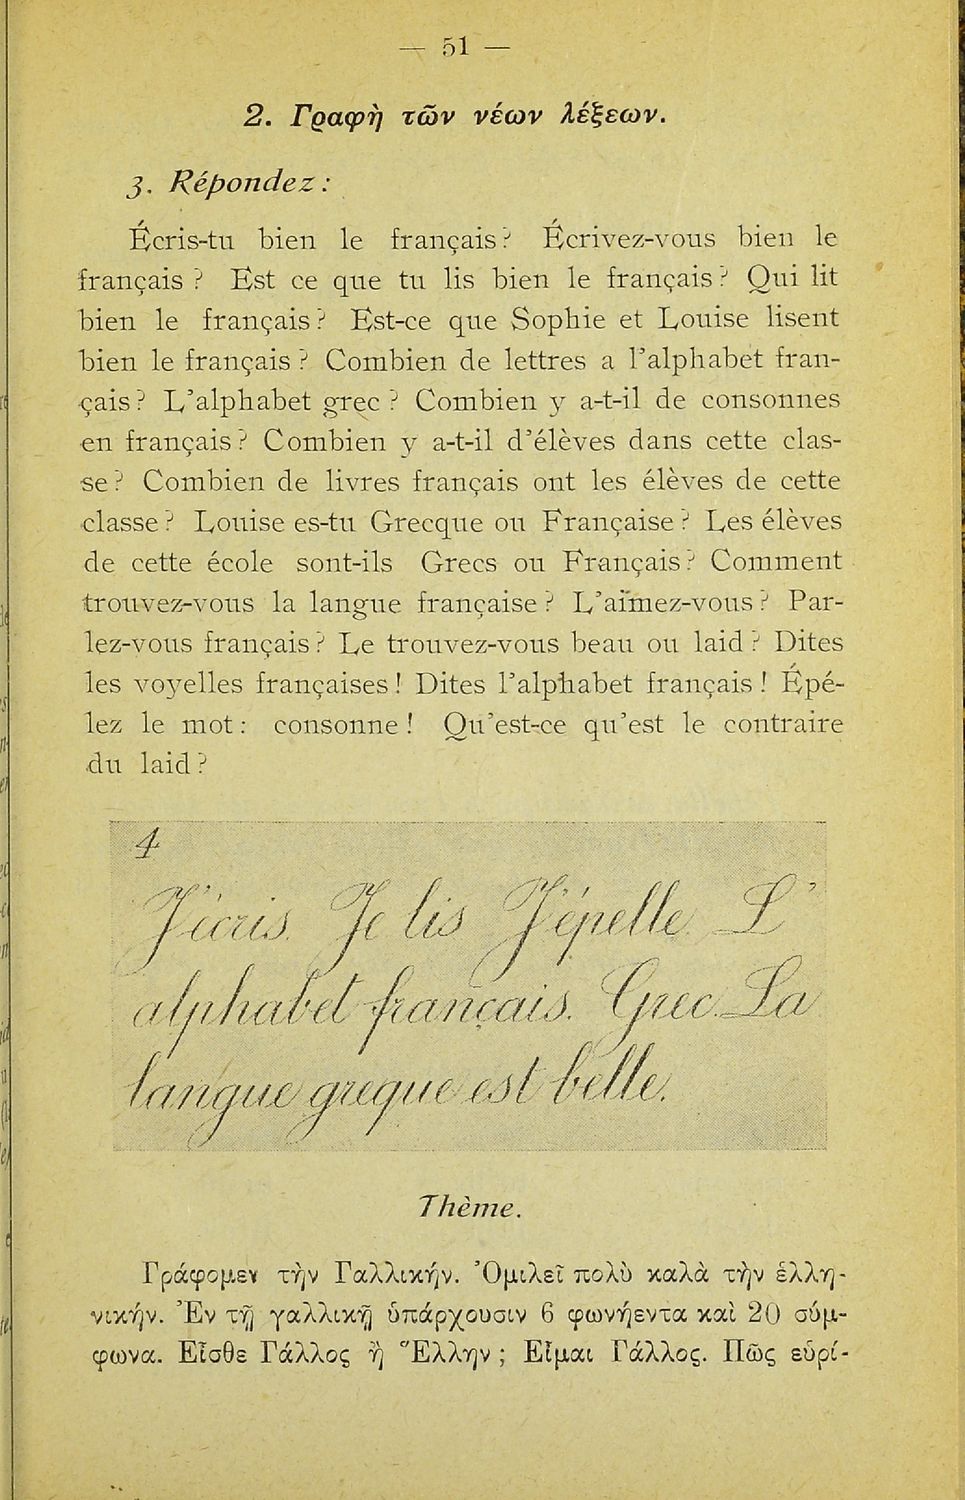 — 51 —
2. Γραφὴ τῶν νέων λέξεων.
3. Répondez :
Écris-tu bien le français ? Écrivez-vous bien le
français ? Est ce que tu lis bien le français ? Qui lit
bien le français ? Est-ce que Sophie et Louise lisent
bien le français ? Combien de lettres a l'alphabet fran-
çais ? L'alphabet grec ? Combien y a-t-il de consonnes
en français ? Combien y a-t-il d'élèves dans cette clas-
se ? Combien de livres français ont les élèves de cette
classe ? Louise es-tu Grecque ou Française ? Les élèves
de cette école sont-ils Grecs ou Français ? Comment
trouvez-vous la langue française ? L'aimez-vous ? Par-
lez-vous français ? Le trouvez-vous beau ou laid ? Dites
les voyelles françaises ! Dites l'alphabet français ! Épé-
lez le mot : consonne ! Qu'est-ce qu'est le contraire
du laid ?
4
J'écris. Je lis J'épelle. L'
alphabet français. Grec. La
langue greque est belle.
Thème.
Γράφομεν τὴν Γαλλικήν. Ὁμιλεῖ πολὺ καλὰ τὴν ἑλλη-
νικήν. Ἐν τῇ γαλλικῇ ὑπάρχουσιν 6 φωνήεντα καὶ 20 σύμ-
φωνα. Εἶσθε Γάλλος ἢ Ἕλλην ; Εἶμαι Γάλλος. Πῶς εὑρί-